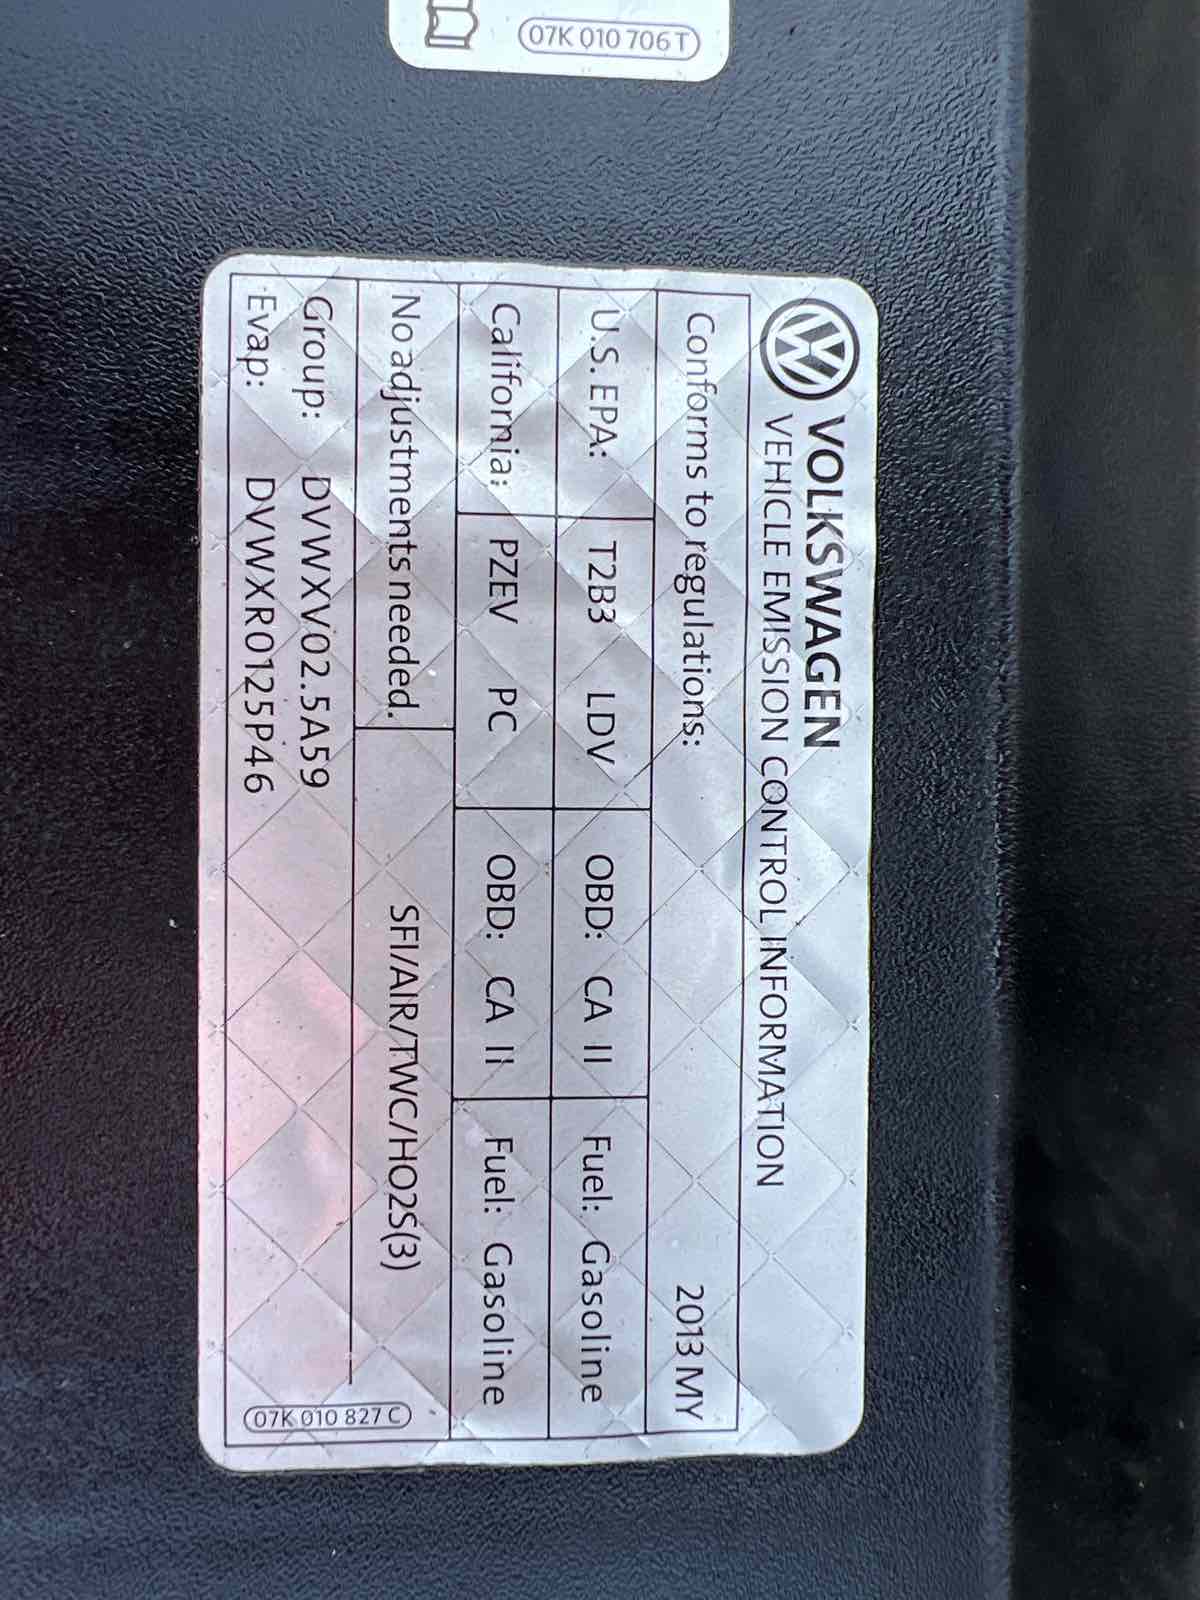 07K 010 706 T
VOLKSWAGEN
VEHICLE EMISSION CONTROL INFORMATION
Conforms to regulations: 2013 MY
U.S. EPA: T2B3 LDV OBD: CA II Fuel: Gasoline
California: PZEV PC OBD: CA II Fuel: Gasoline
No adjustments needed. SFI/AIR/TWC/HO2S(3)
Group: DVWXV02.5A59
Evap: DVWXR0125P46
07K 010 827 C